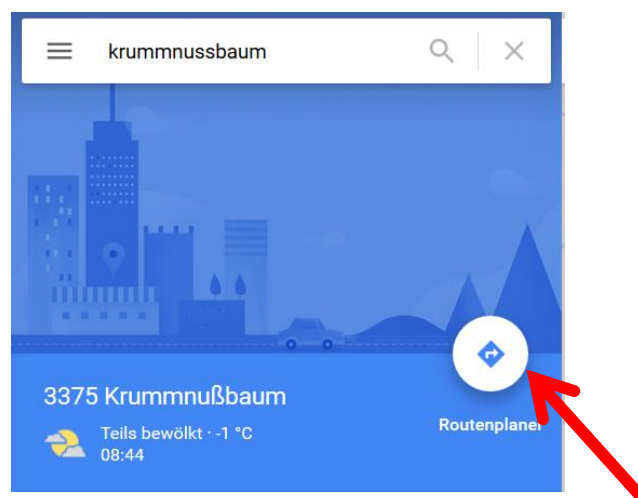 krummnussbaum
3375 Krummnußbaum
Teils bewölkt · -1 °C
08:44
Routenplaner